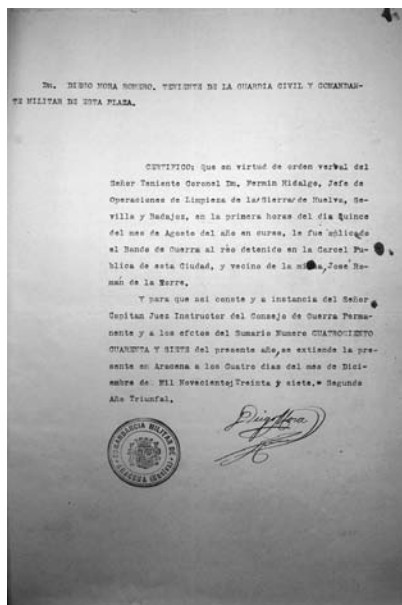 Dn. DIEGO MORA ROMERO, TENIENTE DE LA GUARDIA CIVIL Y COMANDAN-
TE MILITAR DE ESTA PLAZA.
CERTIFICO: Que en virtud de orden verbal del
Señor Teniente Coronel Dn. Fermin Hidalgo, Jefe de
Operaciones de Limpieza de la Sierra de Huelva, Se-
villa y Badajoz, en la primera horas del dia Quince
del mes de Agosto del año en curso, le fue aplicado
el Bando de Guerra al reo detenido en la Carcel Pu-
blica de esta Ciudad, y vecino de la misma, José Ro-
mán de la Torre.
Y para que asi conste y a instancia del Señor
Capitan Juez Instructor del Consejo de Guerra Perma-
nente y a los efctos del Sumario Numero CUATROCIENTO
CUARENTA Y SIETE del presente año, se extiende la pre-
sente en Aracena a los Cuatro dias del mes de Dici-
embre de Mil Novecientos Treinta y siete.= Segundo
Año Triunfal.
Diego Mora
COMANDANCIA MILITAR DE
ARACENA (HUELVA)